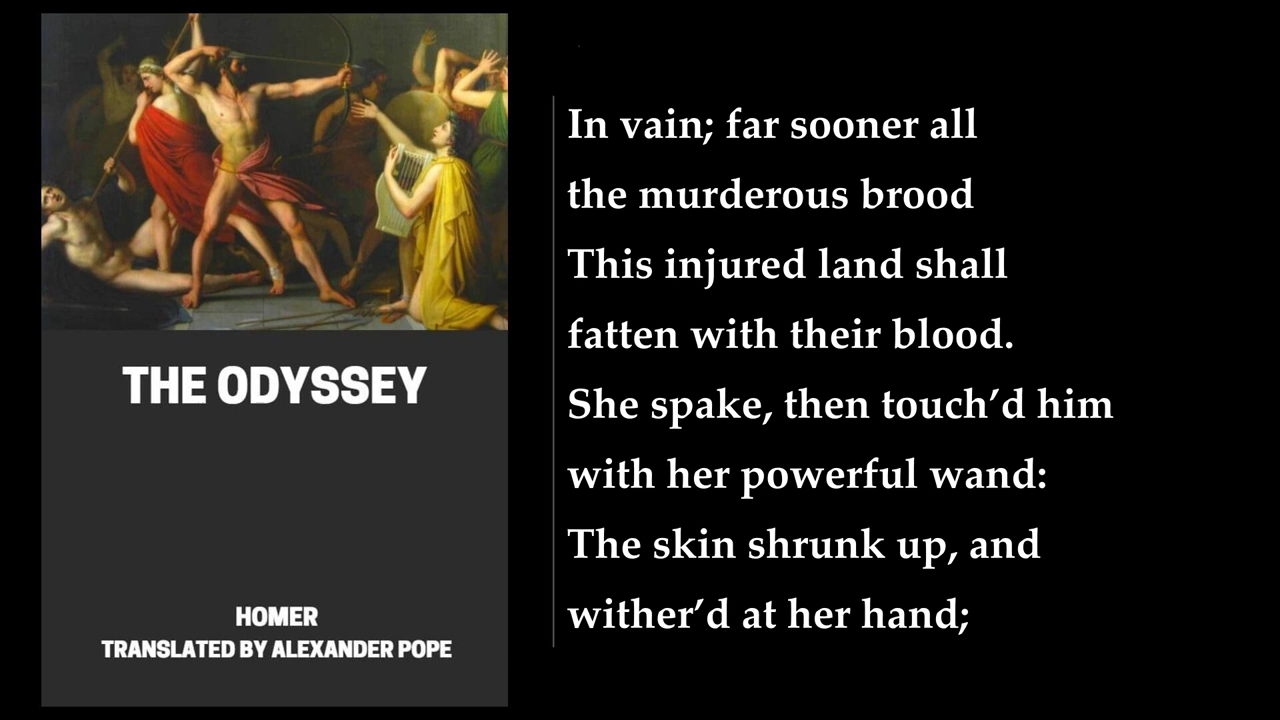 THE ODYSSEY
HOMER
TRANSLATED BY ALEXANDER POPE
In vain; far sooner all
the murderous brood
This injured land shall
fatten with their blood.
She spake, then touch’d him
with her powerful wand:
The skin shrunk up, and
wither’d at her hand;